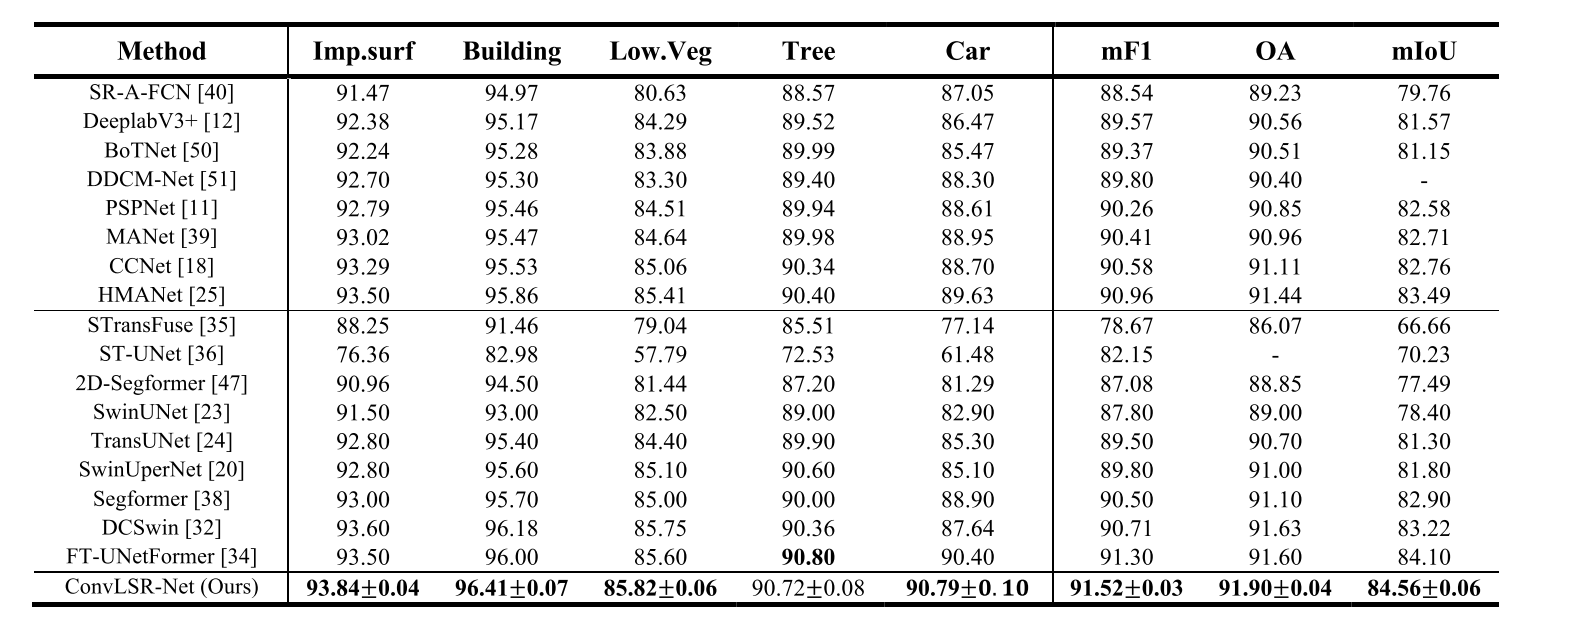 Method Imp.surf Building Low.Veg Tree Car mF1 OA mIoU
SR-A-FCN [40] 91.47 94.97 80.63 88.57 87.05 88.54 89.23 79.76
DeeplabV3+ [12] 92.38 95.17 84.29 89.52 86.47 89.57 90.56 81.57
BoTNet [50] 92.24 95.28 83.88 89.99 85.47 89.37 90.51 81.15
DDCM-Net [51] 92.70 95.30 83.30 89.40 88.30 89.80 90.40 -
PSPNet [11] 92.79 95.46 84.51 89.94 88.61 90.26 90.85 82.58
MANet [39] 93.02 95.47 84.64 89.98 88.95 90.41 90.96 82.71
CCNet [18] 93.29 95.53 85.06 90.34 88.70 90.58 91.11 82.76
HMANet [25] 93.50 95.86 85.41 90.40 89.63 90.96 91.44 83.49
STransFuse [35] 88.25 91.46 79.04 85.51 77.14 78.67 86.07 66.66
ST-UNet [36] 76.36 82.98 57.79 72.53 61.48 82.15 - 70.23
2D-Segformer [47] 90.96 94.50 81.44 87.20 81.29 87.08 88.85 77.49
SwinUNet [23] 91.50 93.00 82.50 89.00 82.90 87.80 89.00 78.40
TransUNet [24] 92.80 95.40 84.40 89.90 85.30 89.50 90.70 81.30
SwinUperNet [20] 92.80 95.60 85.10 90.60 85.10 89.80 91.00 81.80
Segformer [38] 93.00 95.70 85.00 90.00 88.90 90.50 91.10 82.90
DCSwin [32] 93.60 96.18 85.75 90.36 87.64 90.71 91.63 83.22
FT-UNetFormer [34] 93.50 96.00 85.60 90.80 90.40 91.30 91.60 84.10
ConvLSR-Net (Ours) 93.84±0.04 96.41±0.07 85.82±0.06 90.72±0.08 90.79±0.10 91.52±0.03 91.90±0.04 84.56±0.06